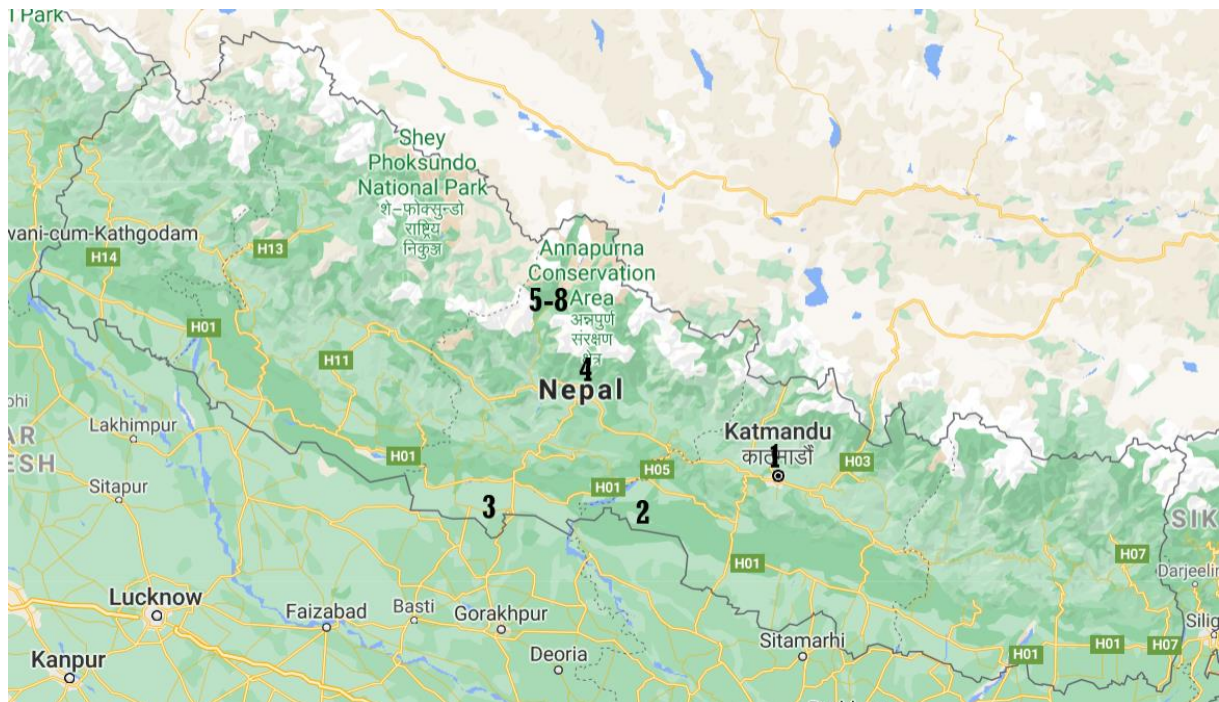 l Park
Shey
Phoksundo
National Park
शे-फोक्सुन्डो
राष्ट्रिय
निकुञ्ज
wani-cum-Kathgodam
H14
H13
Annapurna
Conservation
Area
अन्नपुर्ण
संरक्षण
क्षेत्र
5-8
H01
H11
4
Nepal
ohi
AR
ESH
Lakhimpur
Sitapur
H01
Katmandu
काठमाडौं
1
H03
H05
H01
3
2
SIK
H07
H01
Darjeelin
Lucknow
Faizabad
Basti
Gorakhpur
Sitamarhi
Deoria
Kanpur
Silig
H01
H01
H07